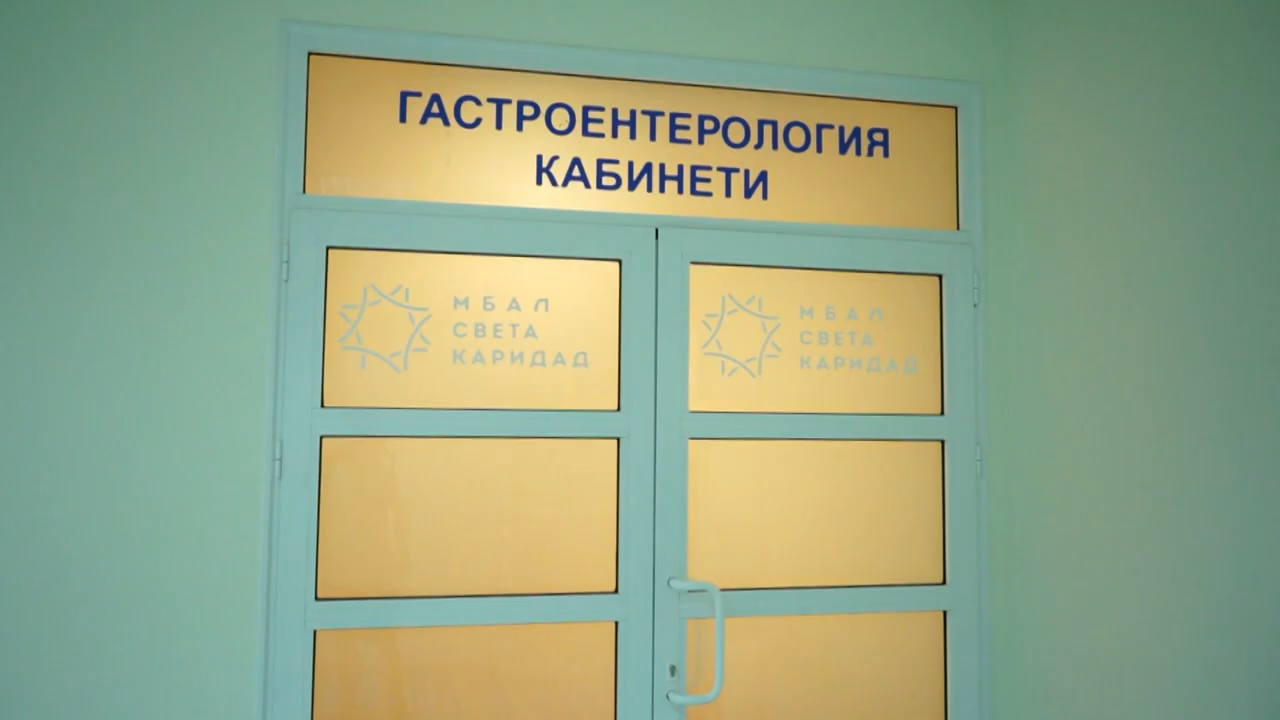 ГАСТРОЕНТЕРОЛОГИЯ
КАБИНЕТИ
МБАЛ
СВЕТА
КАРИДАД
МБАЛ
СВЕТА
КАРИДАД